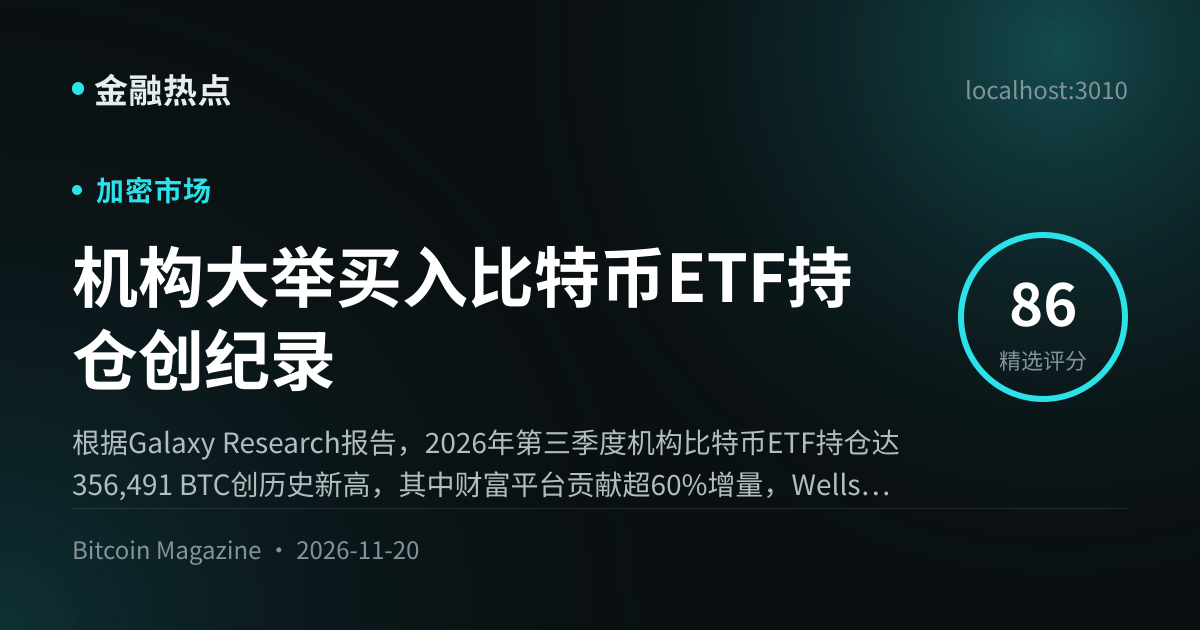 金融热点
localhost:3010
加密市场
机构大举买入比特币ETF持
仓创纪录
86
精选评分
根据Galaxy Research报告，2026年第三季度机构比特币ETF持仓达
356,491 BTC创历史新高，其中财富平台贡献超60%增量，Wells…
Bitcoin Magazine · 2026-11-20